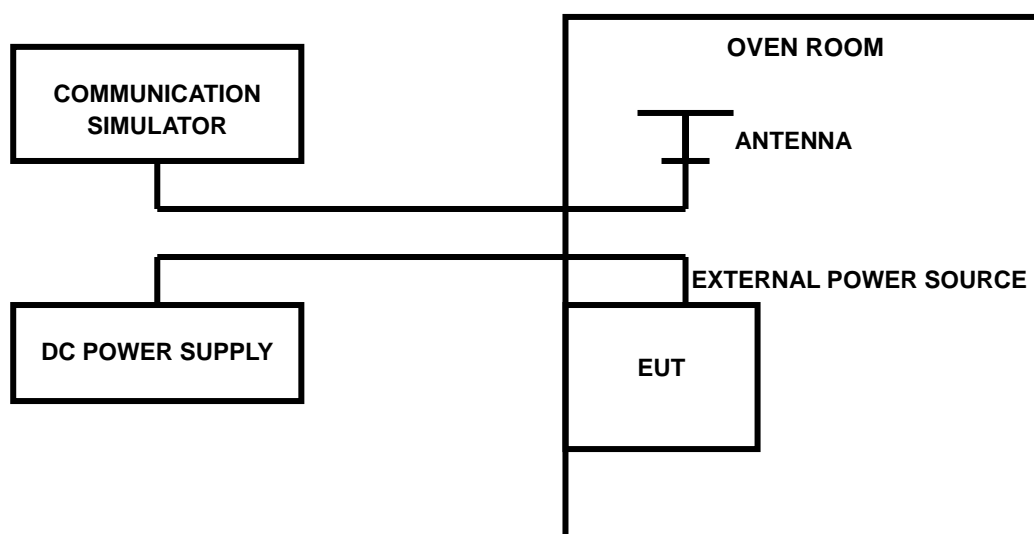 OVEN ROOM
COMMUNICATION
SIMULATOR
ANTENNA
EXTERNAL POWER SOURCE
DC POWER SUPPLY
EUT